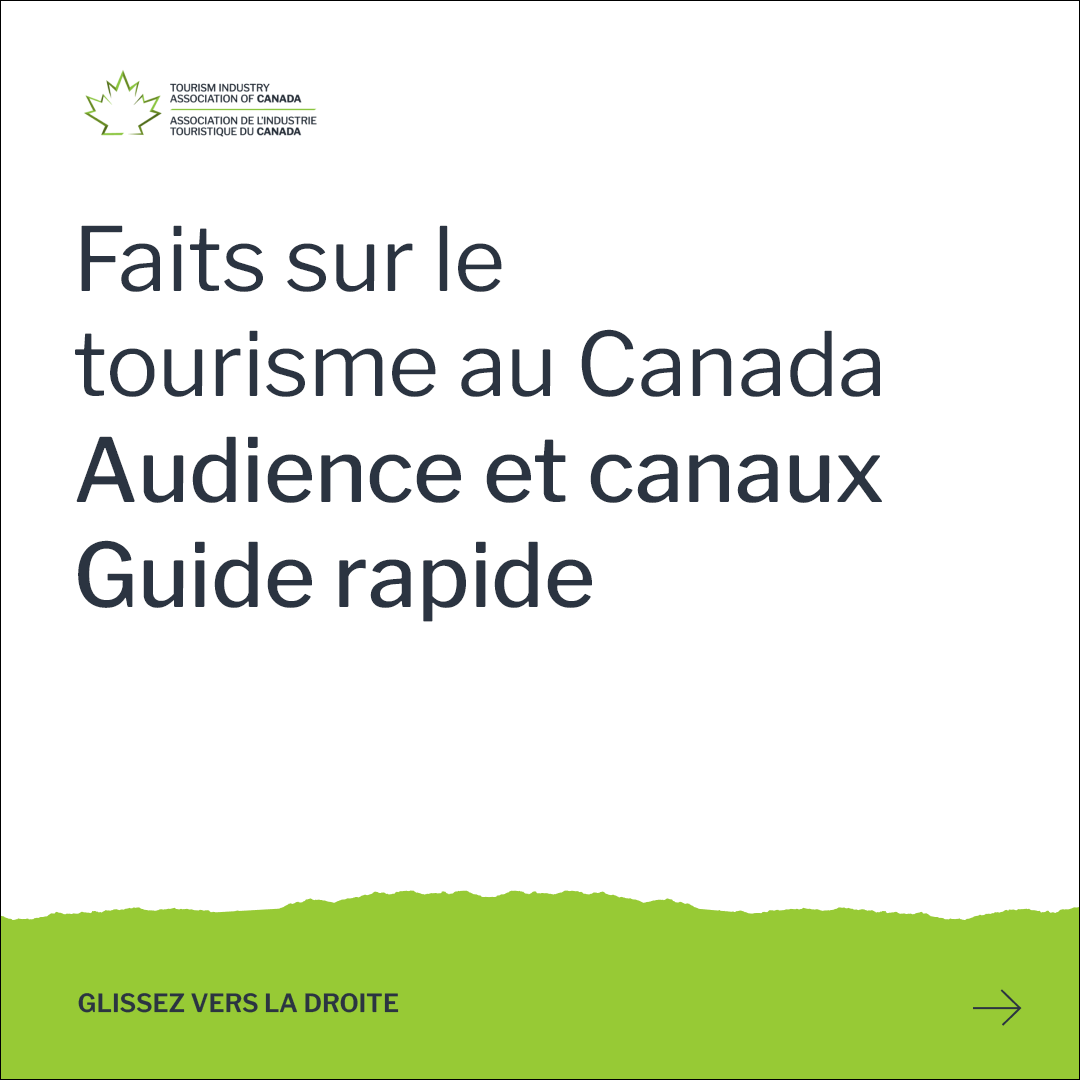 TOURISM INDUSTRY
ASSOCIATION OF CANADA
ASSOCIATION DE L'INDUSTRIE
TOURISTIQUE DU CANADA
Faits sur le
tourisme au Canada
Audience et canaux
Guide rapide
GLISSEZ VERS LA DROITE